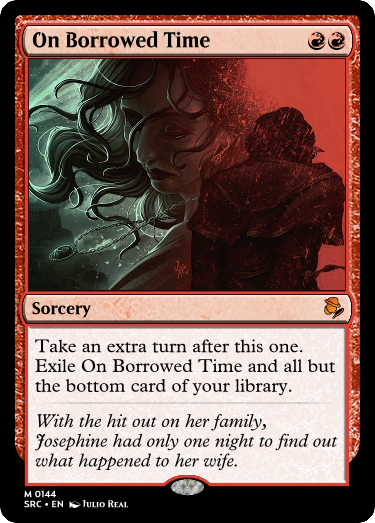 On Borrowed Time
Sorcery
Take an extra turn after this one.
Exile On Borrowed Time and all but
the bottom card of your library.
With the hit out on her family,
Josephine had only one night to find out
what happened to her wife.
M 0144
SRC • EN Julio Real